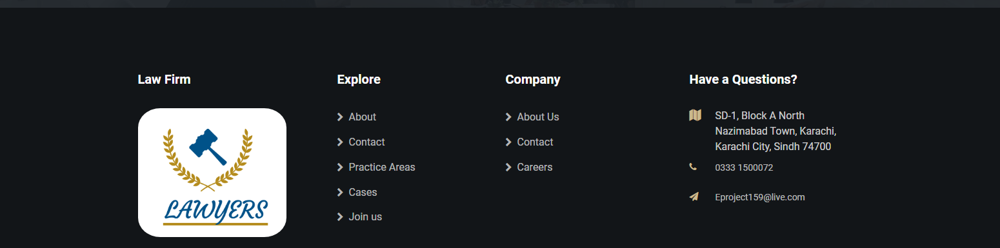 Law Firm
LAWYERS
Explore
About
Contact
Practice Areas
Cases
Join us
Company
About Us
Contact
Careers
Have a Questions?
SD-1, Block A North
Nazimabad Town, Karachi,
Karachi City, Sindh 74700
0333 1500072
Eproject159@live.com